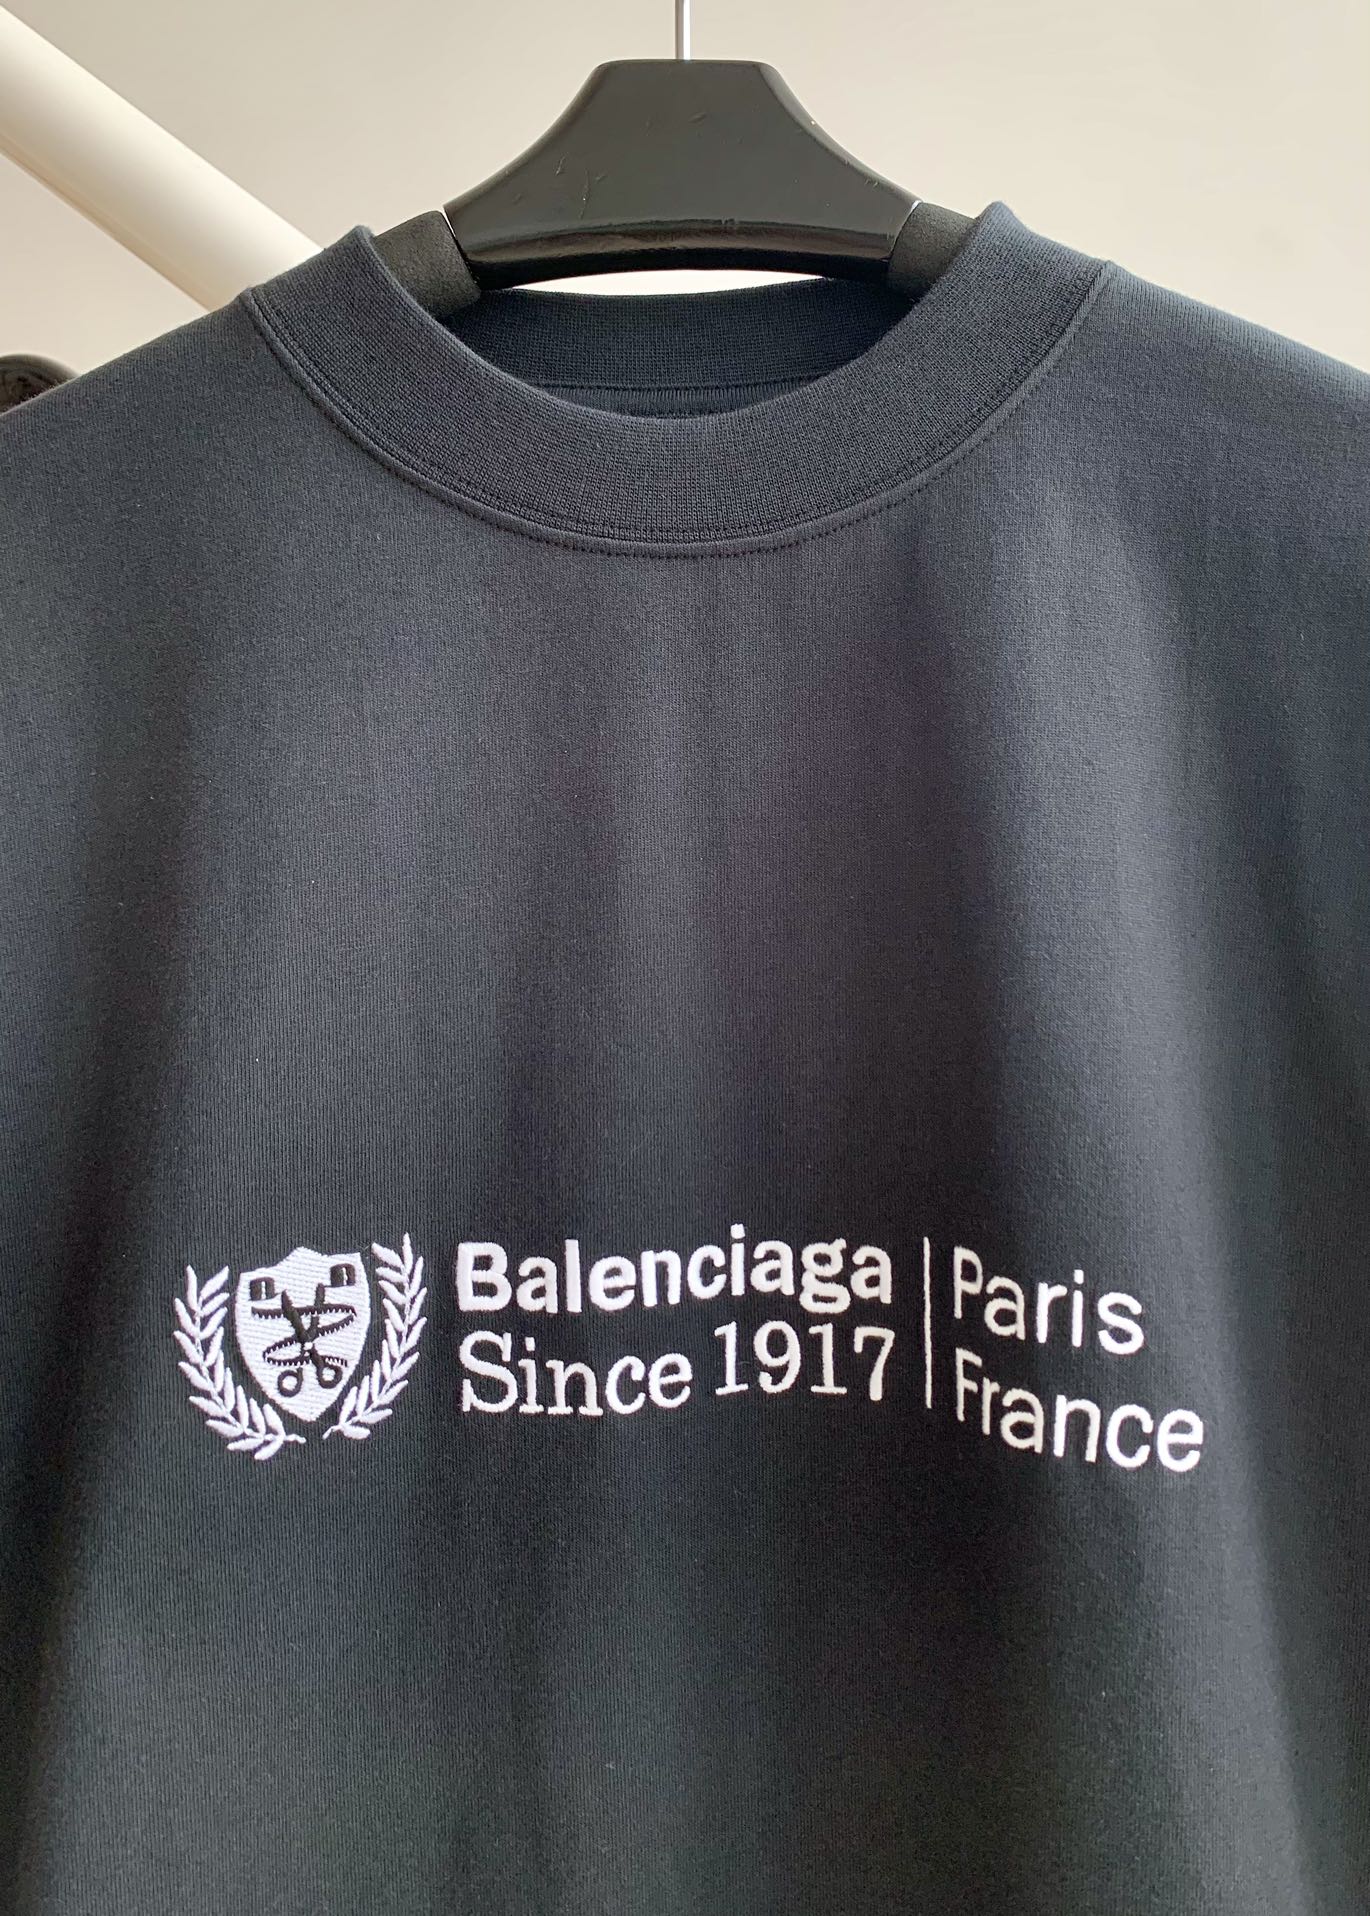 Balenciaga
Since 1917
Paris
France